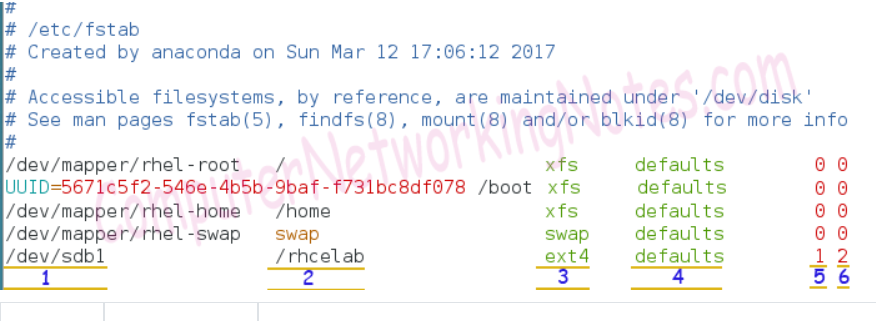 #
# /etc/fstab
# Created by anaconda on Sun Mar 12 17:06:12 2017
#
# Accessible filesystems, by reference, are maintained under '/dev/disk'
# See man pages fstab(5), findfs(8), mount(8) and/or blkid(8) for more info
#
/dev/mapper/rhel-root / xfs defaults 0 0
UUID=5671c5f2-546e-4b5b-9baf-f731bc8df078 /boot xfs defaults 0 0
/dev/mapper/rhel-home /home xfs defaults 0 0
/dev/mapper/rhel-swap swap swap defaults 0 0
/dev/sdb1 /rhcelab ext4 defaults 1 2
1 2 3 4 5 6
ComputerNetworkingNotes.com